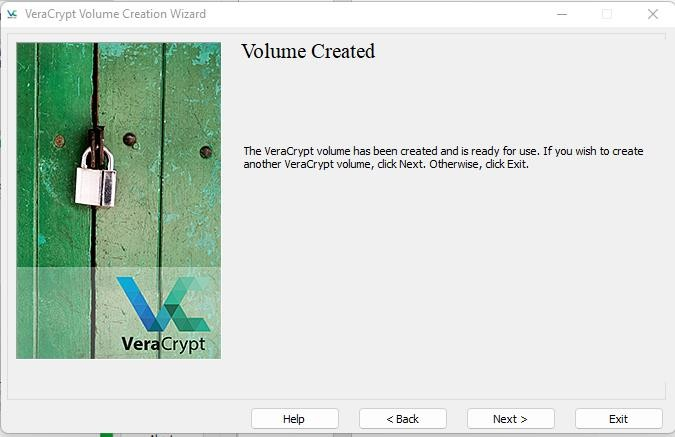 VeraCrypt Volume Creation Wizard
Volume Created
The VeraCrypt volume has been created and is ready for use. If you wish to create
another VeraCrypt volume, click Next. Otherwise, click Exit.
VeraCrypt
Help
< Back
Next >
Exit